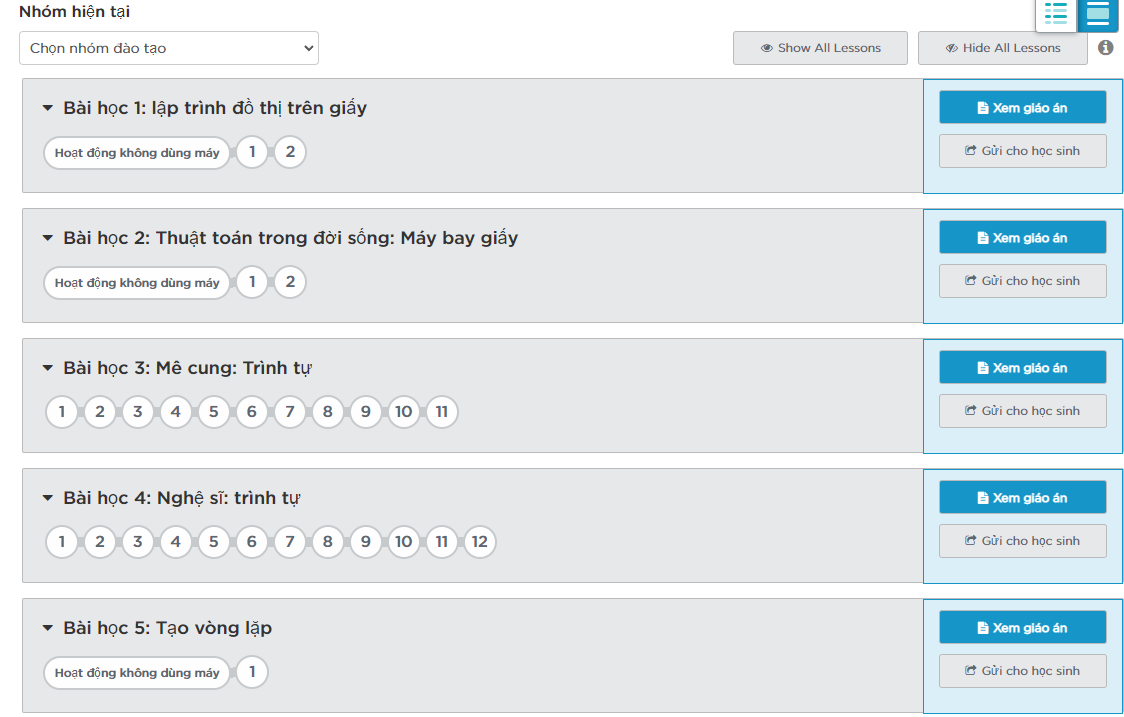 Nhóm hiện tại
Chọn nhóm đào tạo
Show All Lessons
Hide All Lessons
Bài học 1: lập trình đồ thị trên giấy
Xem giáo án
Hoạt động không dùng máy 1 2
Gửi cho học sinh
Bài học 2: Thuật toán trong đời sống: Máy bay giấy
Xem giáo án
Hoạt động không dùng máy 1 2
Gửi cho học sinh
Bài học 3: Mê cung: Trình tự
Xem giáo án
1 2 3 4 5 6 7 8 9 10 11
Gửi cho học sinh
Bài học 4: Nghệ sĩ: trình tự
Xem giáo án
1 2 3 4 5 6 7 8 9 10 11 12
Gửi cho học sinh
Bài học 5: Tạo vòng lặp
Xem giáo án
Hoạt động không dùng máy 1
Gửi cho học sinh